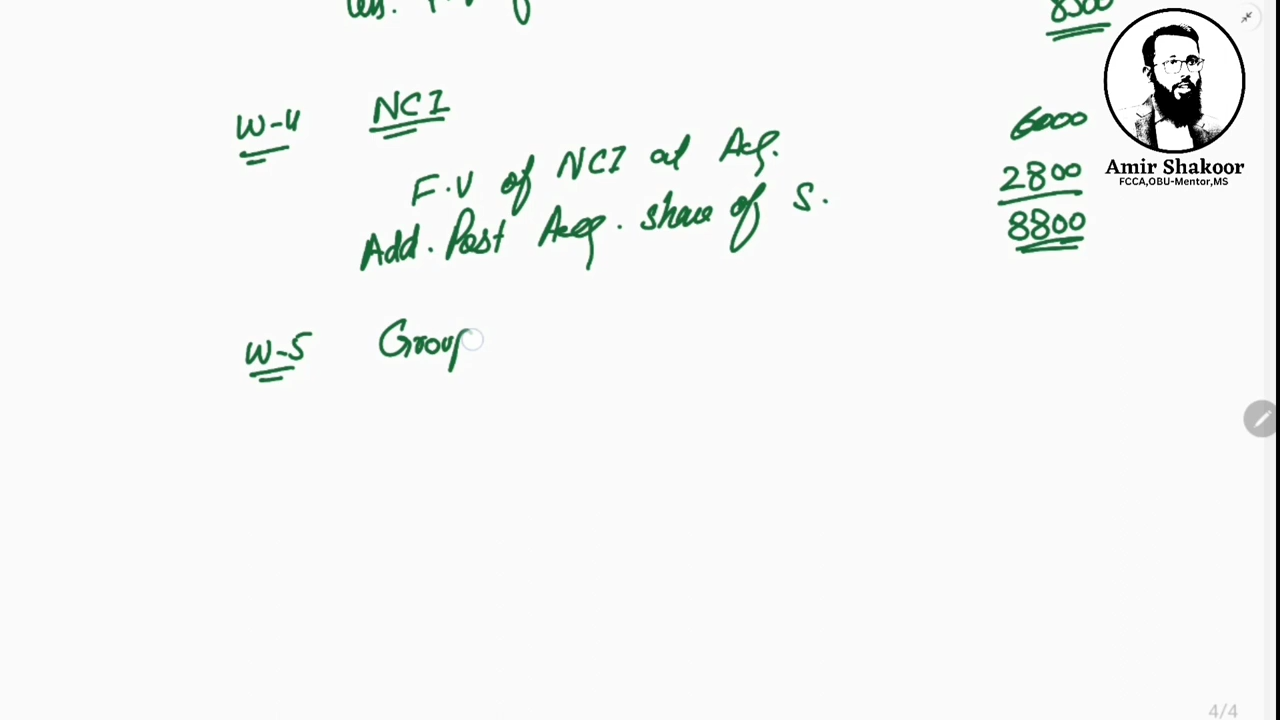 8500
W-4 NCI
F.V of NCI at Acq. 6000
Add. Post Acq. share of S. 2800
8800
W-5 Group
Amir Shakoor
FCCA,OBU-Mentor,MS
4/4